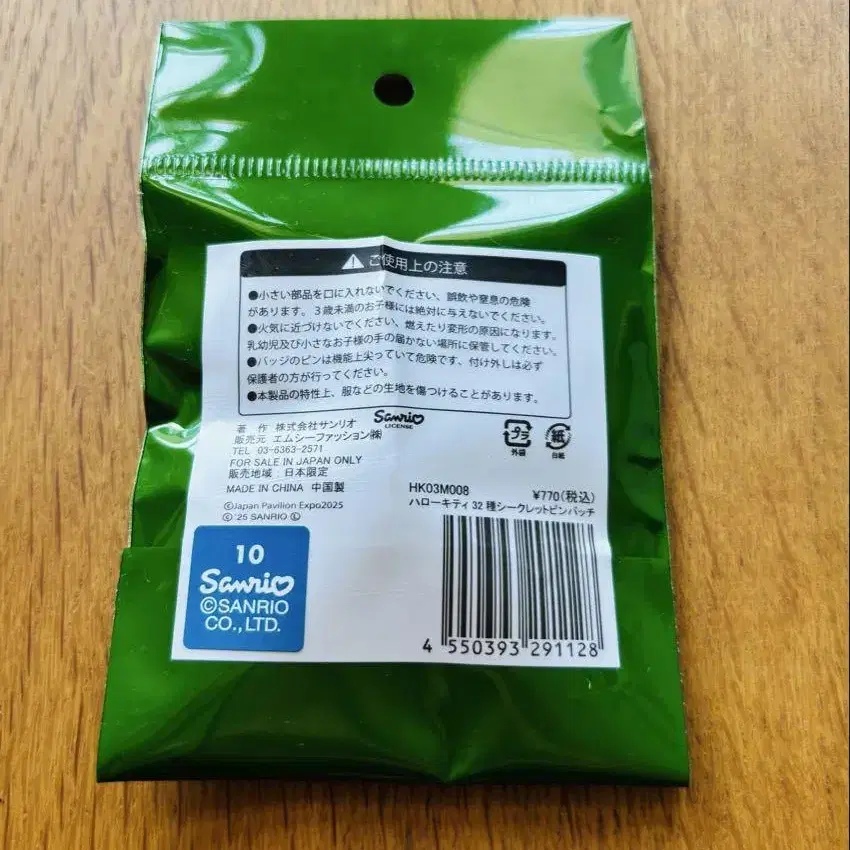 ご使用上の注意
●小さい部品を口に入れないでください、誤飲や窒息の危険
があります。3歳未満のお子様には絶対に与えないでください。
●火気に近づけないでください、燃えたり変形の原因になります。
乳幼児及び小さなお子様の手の届かない場所に保管してください。
●バッジのピンは機能上尖っていて危険です、付け外しは必ず
保護者の方が行ってください。
●本製品の特性上、服などの生地を傷つけることがあります。
著 作 株式会社サンリオ
販売元 エムシーファッション㈱
TEL 03-6363-2571
FOR SALE IN JAPAN ONLY
販売地域:日本限定
MADE IN CHINA 中国製
©Japan Pavilion Expo2025
©'25 SANRIO Ⓛ
Sanrio
LICENSE
プラ
外袋
紙
台紙
HK03M008 ¥770(税込)
ハローキティ 32 種シークレットピンバッチ
10
Sanrio
©SANRIO
CO.,LTD.
4 550393 291128